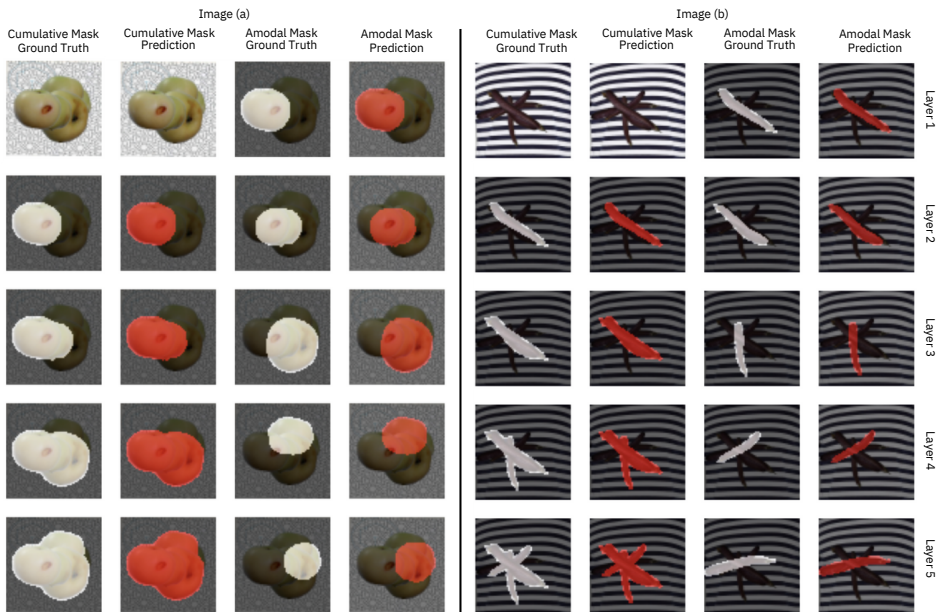 Image (a)
Image (b)
Cumulative Mask
Ground Truth
Cumulative Mask
Prediction
Amodal Mask
Ground Truth
Amodal Mask
Prediction
Cumulative Mask
Ground Truth
Cumulative Mask
Prediction
Amodal Mask
Ground Truth
Amodal Mask
Prediction
Layer 1
Layer 2
Layer 3
Layer 4
Layer 5